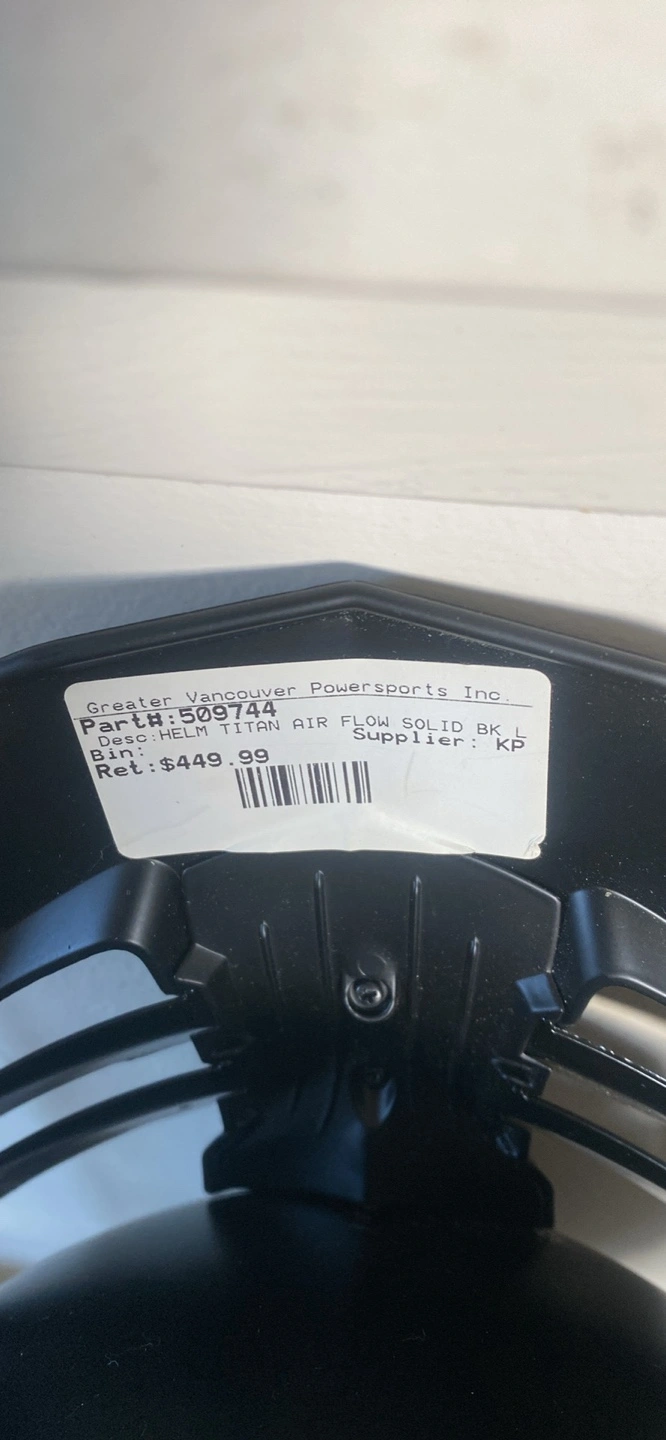 Greater Vancouver Powersports Inc.
Part#:509744
Desc:HELM TITAN AIR FLOW SOLID BK L
Bin: Supplier: KP
Ret:$449.99